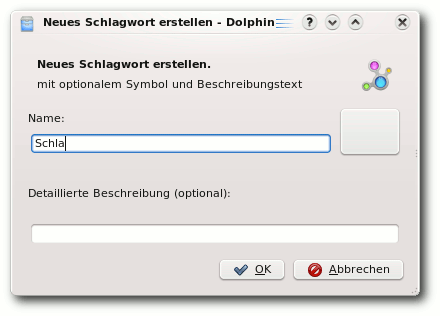 Neues Schlagwort erstellen - Dolphin
Neues Schlagwort erstellen.
mit optionalem Symbol und Beschreibungstext
Name:
Schla
Detaillierte Beschreibung (optional):
OK
Abbrechen